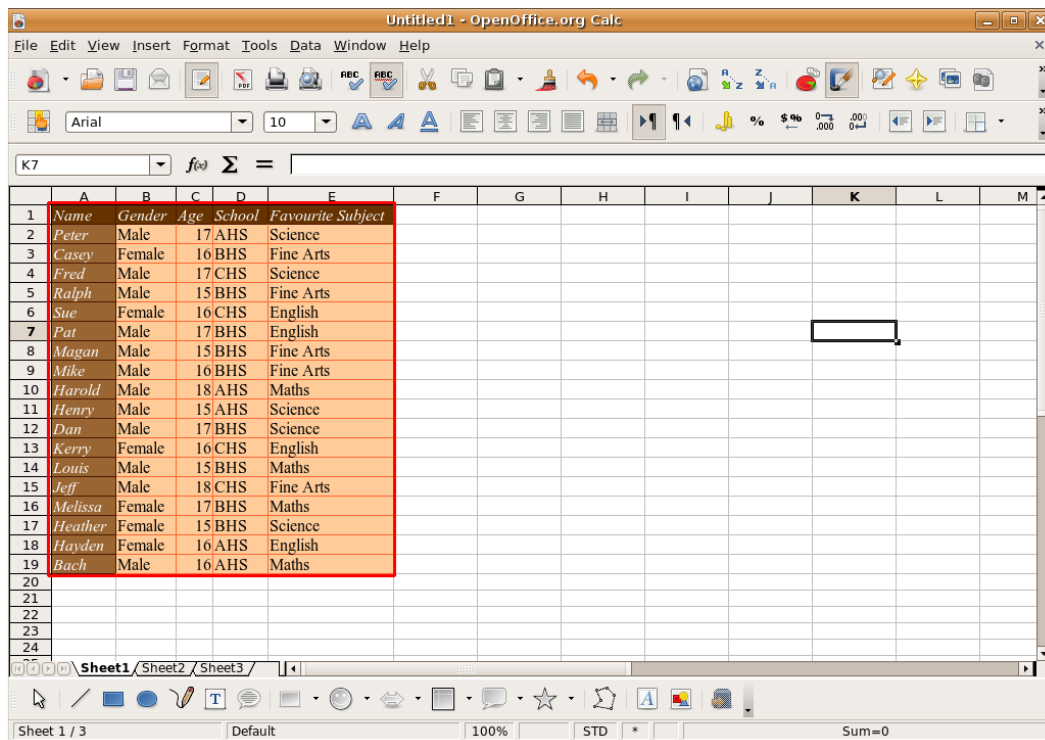 Untitled1 - OpenOffice.org Calc
File Edit View Insert Format Tools Data Window Help
Arial 10
K7 f(x) Σ =
A B C D E F G H I J K L M
1 Name Gender Age School Favourite Subject
2 Peter Male 17 AHS Science
3 Casey Female 16 BHS Fine Arts
4 Fred Male 17 CHS Science
5 Ralph Male 15 BHS Fine Arts
6 Sue Female 16 CHS English
7 Pat Male 17 BHS English
8 Magan Male 15 BHS Fine Arts
9 Mike Male 16 BHS Fine Arts
10 Harold Male 18 AHS Maths
11 Henry Male 15 AHS Science
12 Dan Male 17 BHS Science
13 Kerry Female 16 CHS English
14 Louis Male 15 BHS Maths
15 Jeff Male 18 CHS Fine Arts
16 Melissa Female 17 BHS Maths
17 Heather Female 15 BHS Science
18 Hayden Female 16 AHS English
19 Bach Male 16 AHS Maths
20
21
22
23
24
Sheet1 Sheet2 Sheet3
Sheet 1 / 3 Default 100% STD * Sum=0